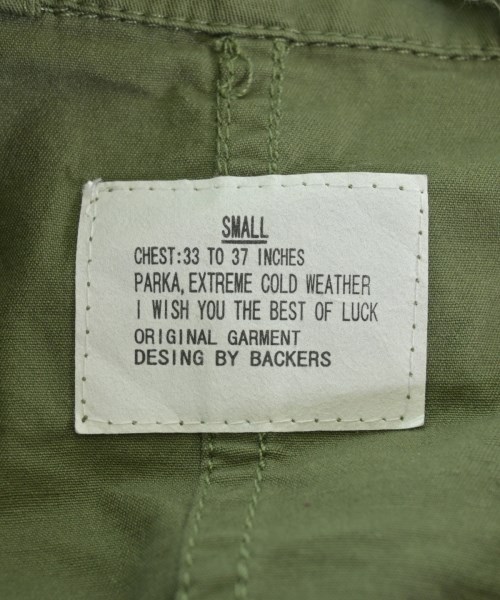 SMALL
CHEST:33 TO 37 INCHES
PARKA, EXTREME COLD WEATHER
I WISH YOU THE BEST OF LUCK
ORIGINAL GARMENT
DESING BY BACKERS